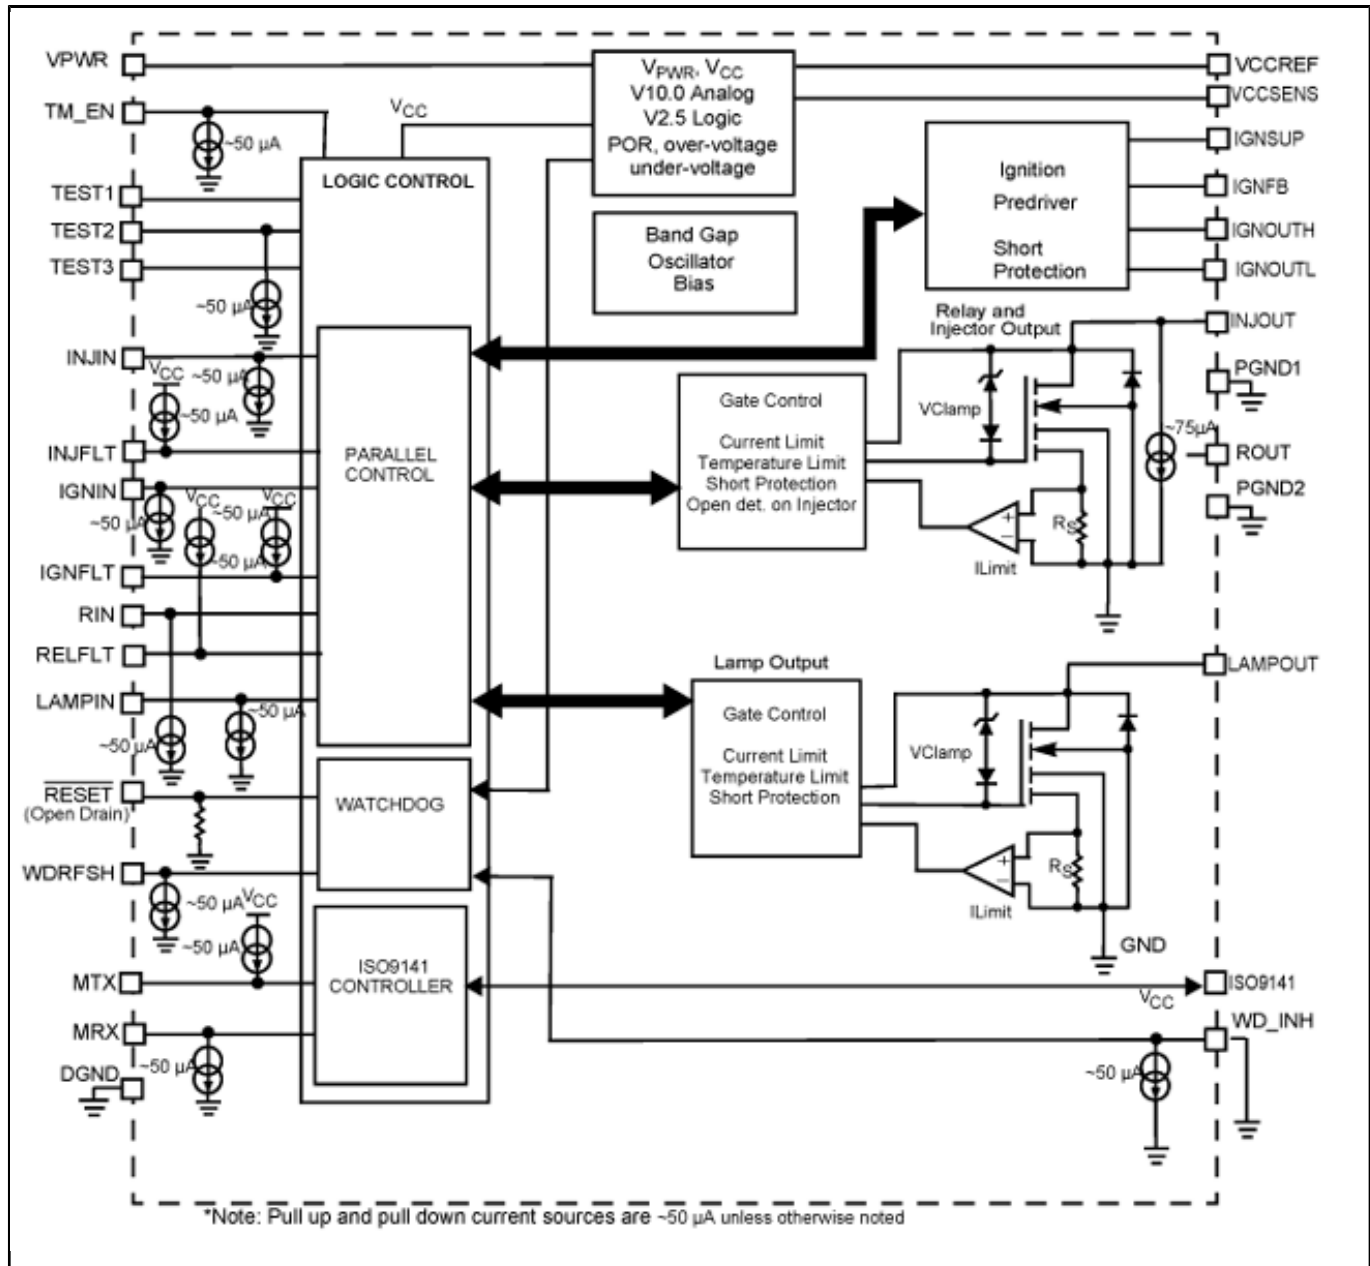 VPWR
TM_EN
~50 µA
TEST1
TEST2
TEST3
~50 µA
INJIN
~50 µA
VCC
~50 µA
INJFLT
IGNIN
~50 µA
VCC
~50 µA
VCC
~50 µA
IGNFLT
RIN
RELFLT
LAMPIN
~50 µA
~50 µA
RESET
(Open Drain)
WDRFSH
~50 µA
VCC
~50 µA
MTX
MRX
~50 µA
DGND
VCC
LOGIC CONTROL
PARALLEL
CONTROL
WATCHDOG
ISO9141
CONTROLLER
VPWR, VCC
V10.0 Analog
V2.5 Logic
POR, over-voltage
under-voltage
Band Gap
Oscillator
Bias
Ignition
Predriver
Short
Protection
Relay and
Injector Output
Gate Control
Current Limit
Temperature Limit
Short Protection
Open det. on Injector
VClamp
~75µA
+
–
RS
ILimit
Lamp Output
Gate Control
Current Limit
Temperature Limit
Short Protection
VClamp
+
–
RS
ILimit
GND
VCCREF
VCCSENS
IGNSUP
IGNFB
IGNOUTH
IGNOUTL
INJOUT
PGND1
ROUT
PGND2
LAMPOUT
ISO9141
VCC
WD_INH
~50 µA
*Note: Pull up and pull down current sources are ~50 µA unless otherwise noted